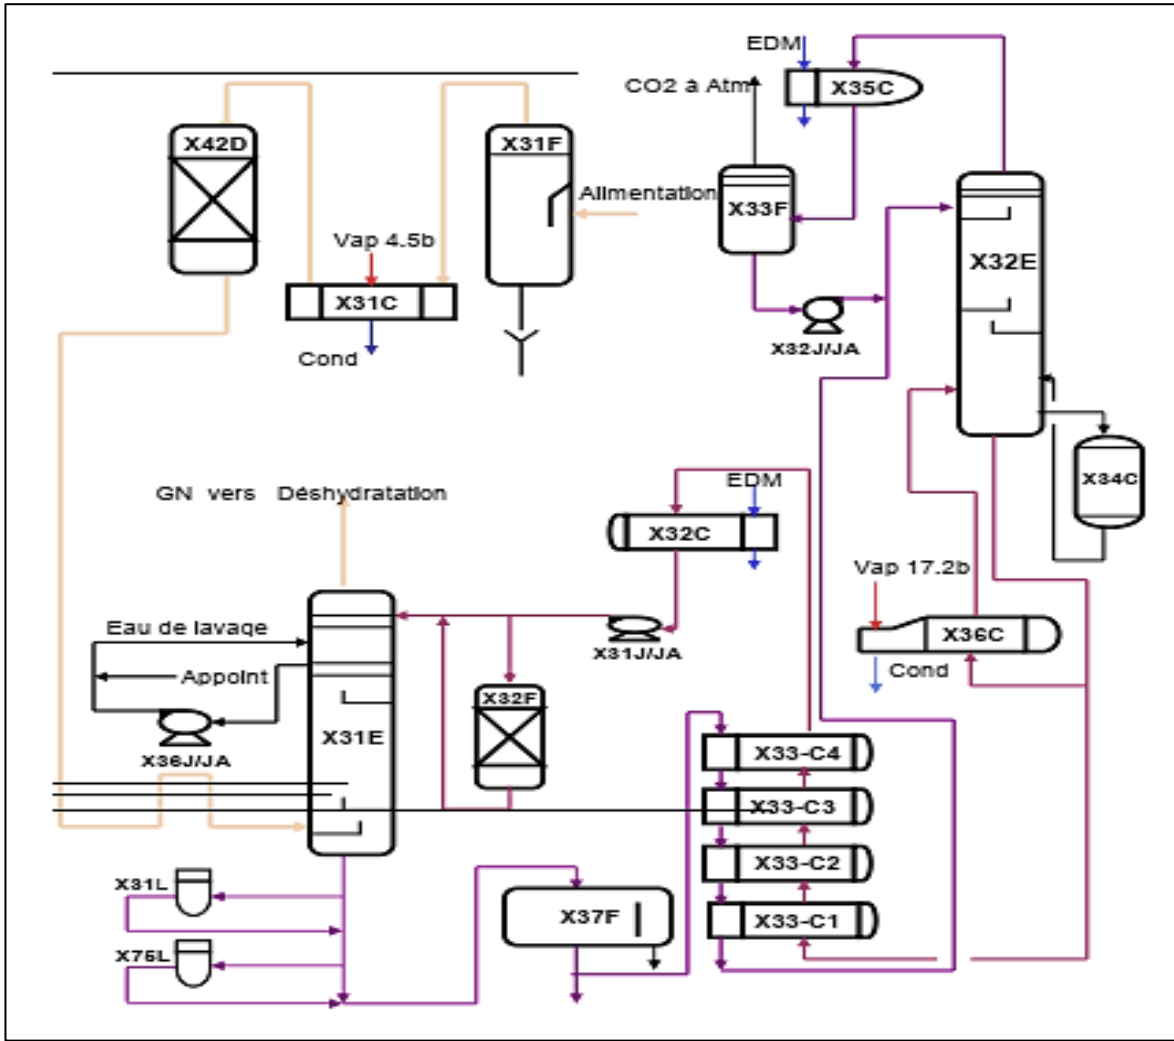 EDM
X35C
CO2 à Atm
X42D
X31F
Alimentation
X33F
Vap 4.5b
X32E
X31C
X32J/JA
Cond
X34C
GN vers Déshydratation
EDM
X32C
Vap 17.2b
Eau de lavage
X31J/JA
X36C
Cond
Appoint
X32F
X31E
X36J/JA
X33-C4
X33-C3
X33-C2
X31L
X37F
X33-C1
X76L